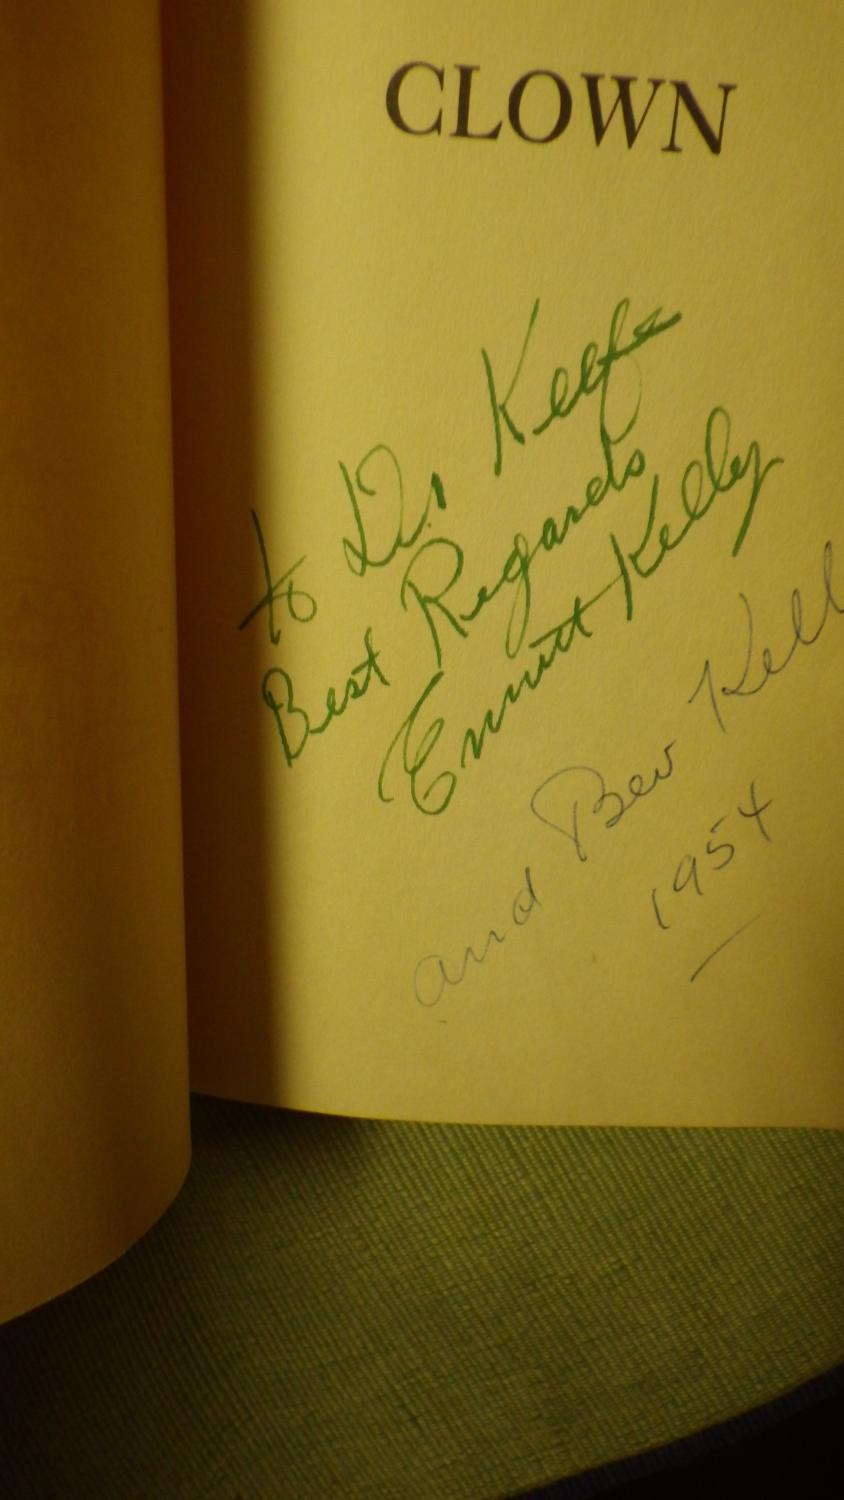 CLOWN
to Dr. Keefe
Best Regards
Emmett Kelly
and Bev Kell
1954